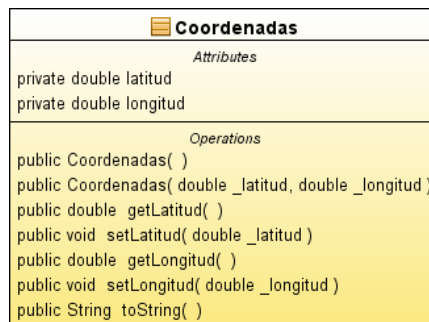 Coordenadas
Attributes
private double latitud
private double longitud
Operations
public Coordenadas( )
public Coordenadas( double _latitud, double _longitud )
public double getLatitud( )
public void setLatitud( double _latitud )
public double getLongitud( )
public void setLongitud( double _longitud )
public String toString( )